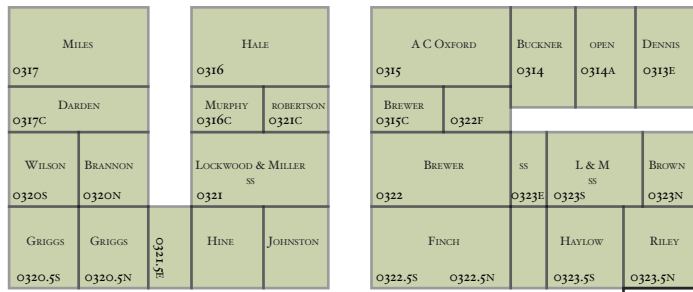 Miles
0317
Hale
0316
A C Oxford
0315
Buckner
0314
open
0314A
Dennis
0313E
Darden
0317C
Murphy
0316C
robertson
0321C
Brewer
0315C
0322F
Wilson
0320S
Brannon
0320N
Lockwood & Miller
ss
0321
Brewer
0322
ss
0323E
L & M
ss
0323S
Brown
0323N
Griggs
0320.5S
Griggs
0320.5N
0321.5E
Hine
Johnston
Finch
0322.5S 0322.5N
Haylow
0323.5S
Riley
0323.5N